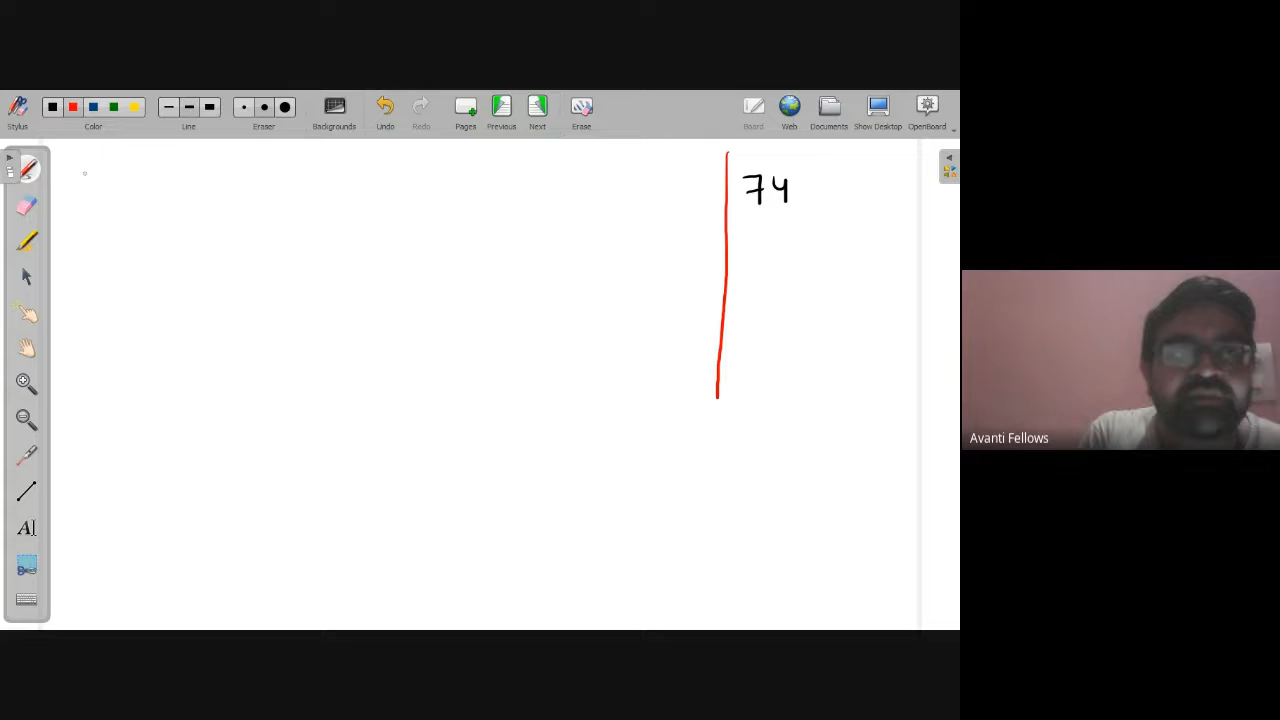 Stylus Color Line Eraser Backgrounds Undo Redo Pages Previous Next Erase Board Web Documents Show Desktop OpenBoard
74
A
Avanti Fellows